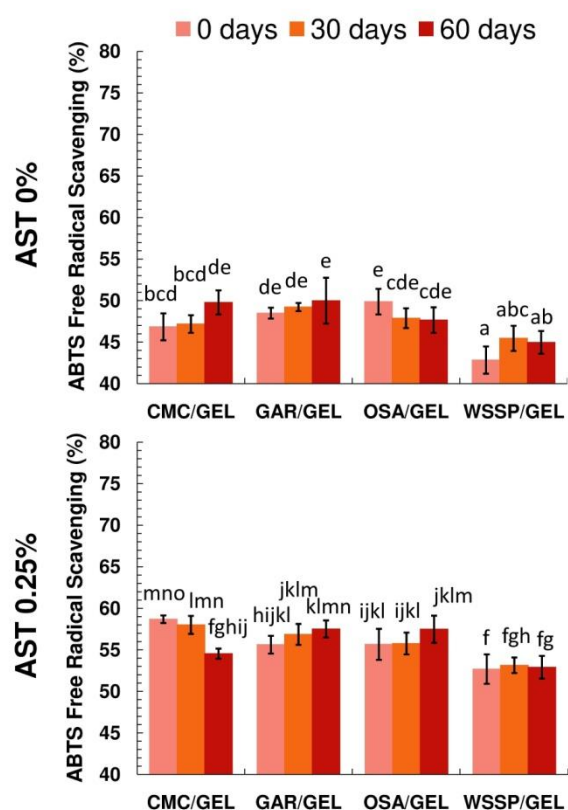 0 days 30 days 60 days
AST 0%
ABTS Free Radical Scavenging (%)
80
75
70
65
60
55
50
45
40
bcd bcd de
de de e
e cde cde
a abc ab
CMC/GEL GAR/GEL OSA/GEL WSSP/GEL
AST 0.25%
ABTS Free Radical Scavenging (%)
80
75
70
65
60
55
50
45
40
mno lmn fghij
hijkl jklm klmn
ijkl ijkl jklm
f fgh fg
CMC/GEL GAR/GEL OSA/GEL WSSP/GEL